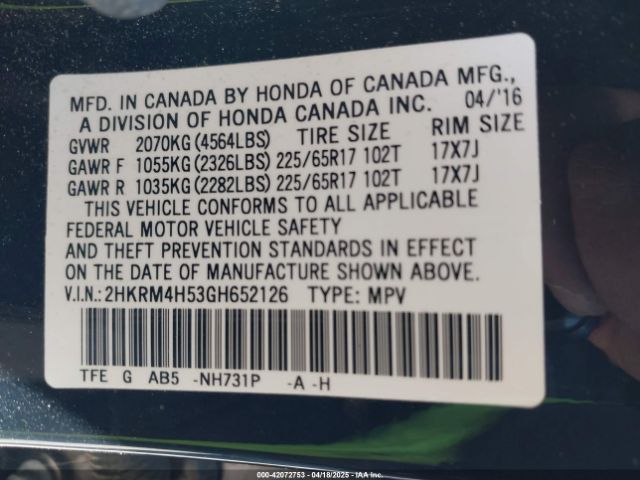 MFD. IN CANADA BY HONDA OF CANADA MFG.,
A DIVISION OF HONDA CANADA INC. 04/'16
GVWR 2070KG (4564LBS) TIRE SIZE RIM SIZE
GAWR F 1055KG (2326LBS) 225/65R17 102T 17X7J
GAWR R 1035KG (2282LBS) 225/65R17 102T 17X7J
THIS VEHICLE CONFORMS TO ALL APPLICABLE
FEDERAL MOTOR VEHICLE SAFETY
AND THEFT PREVENTION STANDARDS IN EFFECT
ON THE DATE OF MANUFACTURE SHOWN ABOVE.
V.I.N.: 2HKRM4H53GH652126 TYPE: MPV
TFE G AB5 -NH731P -A -H
000-42072753 - 04/18/2025 - IAAI.COM